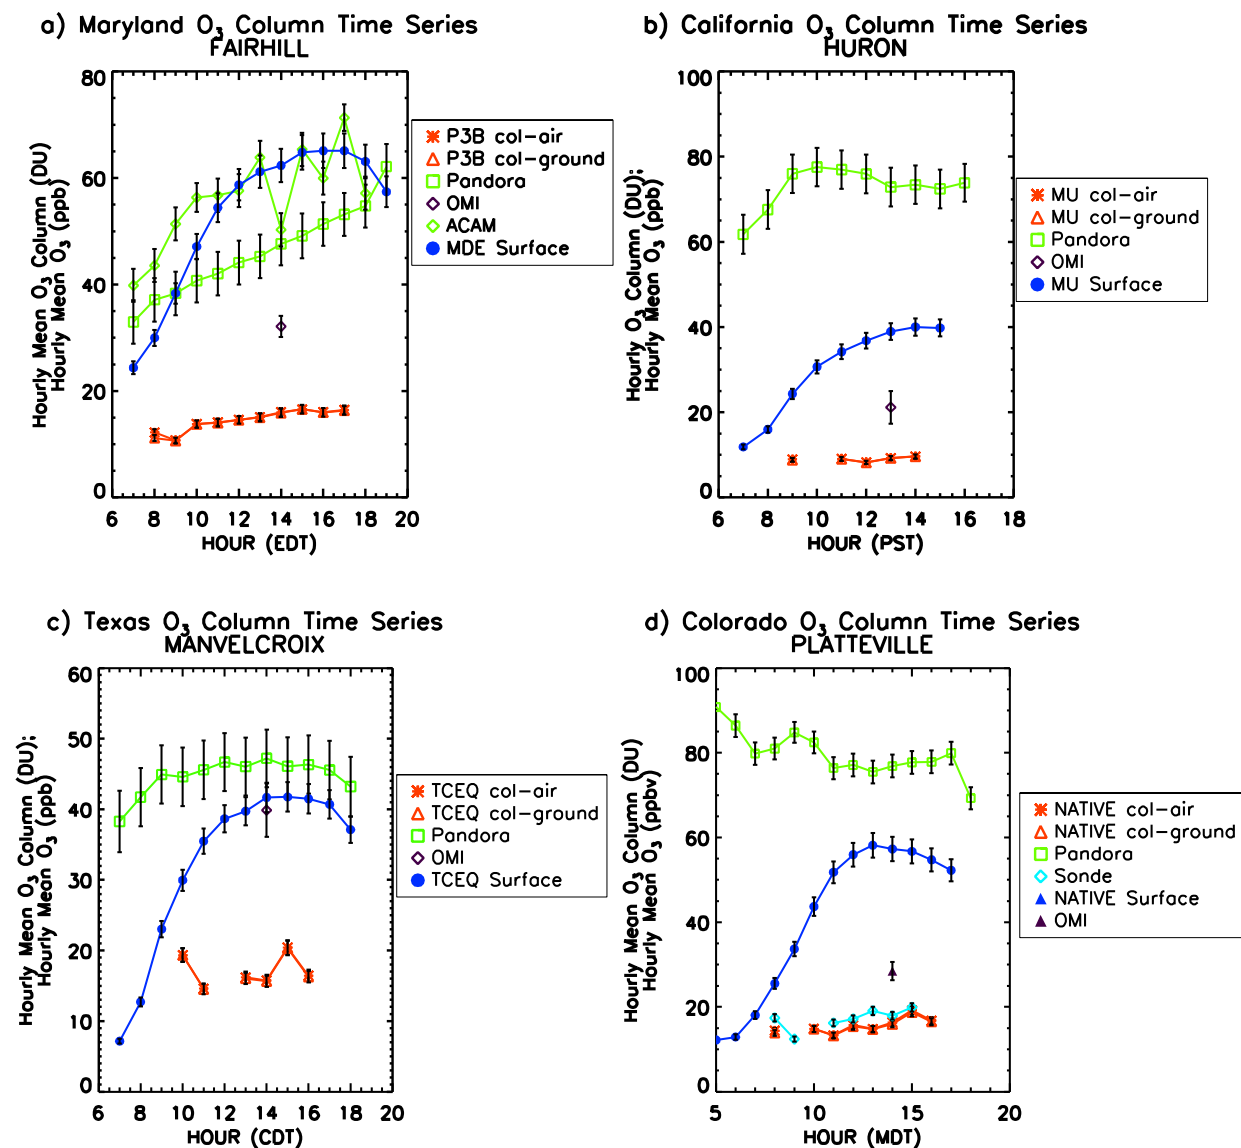 a) Maryland O3 Column Time Series
FAIRHILL
Hourly Mean O3 Column (DU)
Hourly Mean O3 (ppb)
80
60
40
20
0
6 8 10 12 14 16 18 20
HOUR (EDT)
P3B col-air
P3B col-ground
Pandora
OMI
ACAM
MDE Surface
b) California O3 Column Time Series
HURON
Hourly O3 Column (DU);
Hourly Mean O3 (ppb)
100
80
60
40
20
0
6 8 10 12 14 16 18
HOUR (PST)
MU col-air
MU col-ground
Pandora
OMI
MU Surface
c) Texas O3 Column Time Series
MANVELCROIX
Hourly Mean O3 Column (DU);
Hourly Mean O3 (ppb)
60
50
40
30
20
10
0
6 8 10 12 14 16 18 20
HOUR (CDT)
TCEQ col-air
TCEQ col-ground
Pandora
OMI
TCEQ Surface
d) Colorado O3 Column Time Series
PLATTEVILLE
Hourly Mean O3 Column (DU)
Hourly Mean O3 (ppbv)
100
80
60
40
20
0
5 10 15 20
HOUR (MDT)
NATIVE col-air
NATIVE col-ground
Pandora
Sonde
NATIVE Surface
OMI